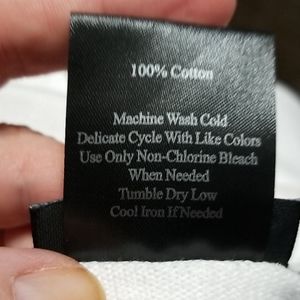 100% Cotton
Machine Wash Cold
Delicate Cycle With Like Colors
Use Only Non-Chlorine Bleach
When Needed
Tumble Dry Low
Cool Iron If Needed